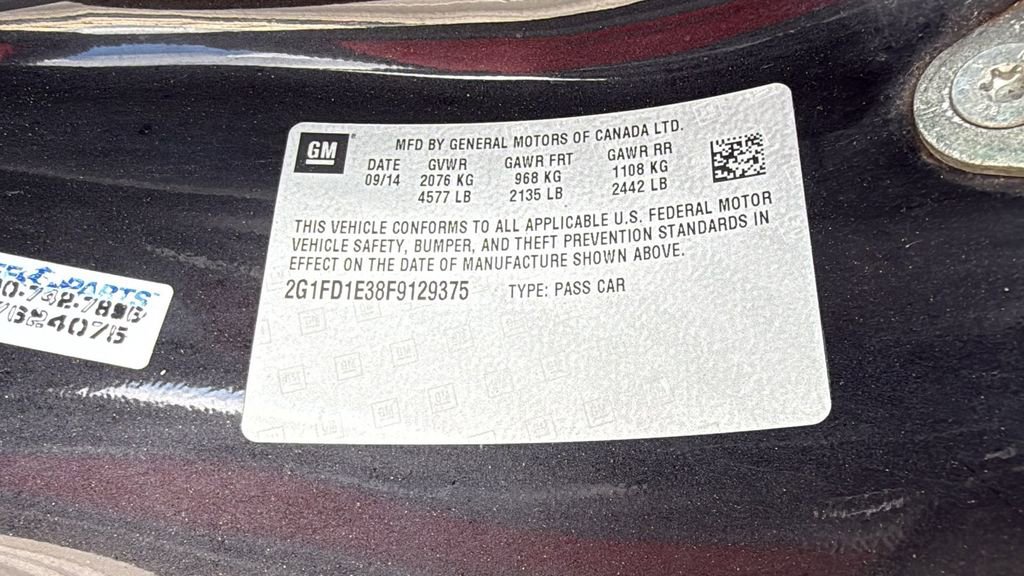 GM
MFD BY GENERAL MOTORS OF CANADA LTD.
DATE GVWR GAWR FRT GAWR RR
09/14 2076 KG 968 KG 1108 KG
4577 LB 2135 LB 2442 LB
THIS VEHICLE CONFORMS TO ALL APPLICABLE U.S. FEDERAL MOTOR
VEHICLE SAFETY, BUMPER, AND THEFT PREVENTION STANDARDS IN
EFFECT ON THE DATE OF MANUFACTURE SHOWN ABOVE.
2G1FD1E38F9129375 TYPE: PASS CAR
PARTS